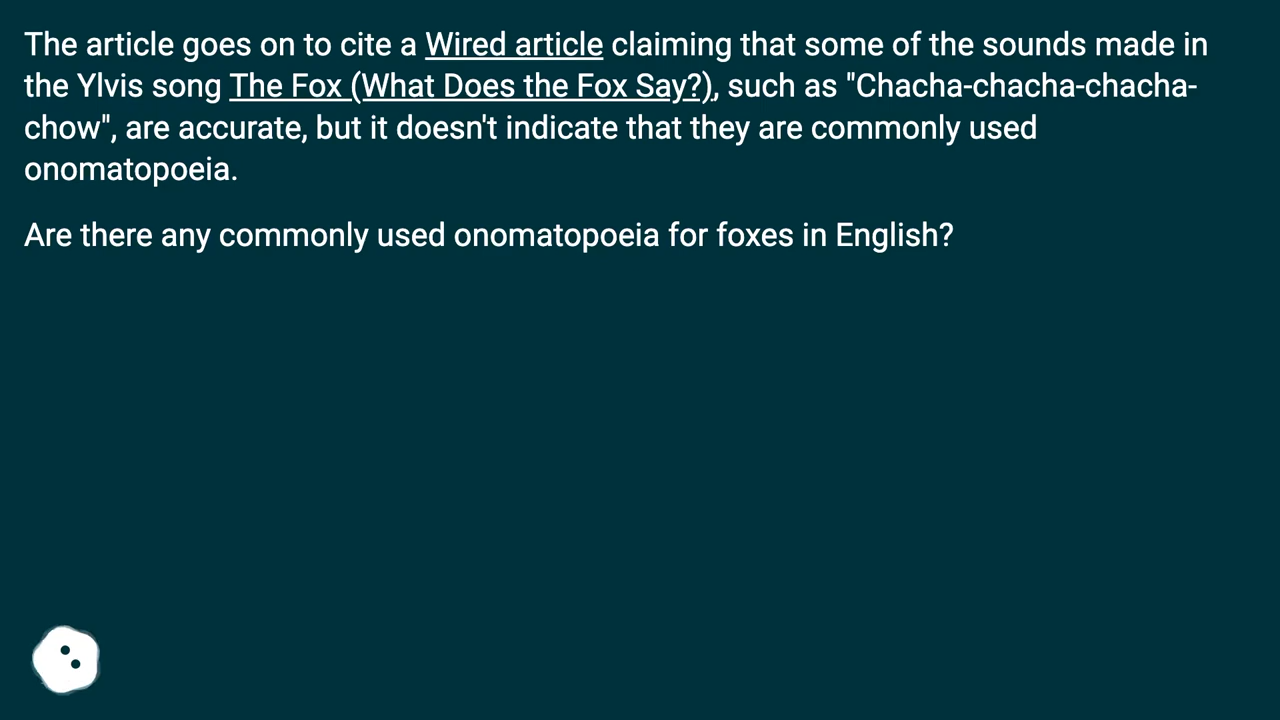 The article goes on to cite a Wired article claiming that some of the sounds made in
the Ylvis song The Fox (What Does the Fox Say?), such as "Chacha-chacha-chacha-
chow", are accurate, but it doesn't indicate that they are commonly used
onomatopoeia.
Are there any commonly used onomatopoeia for foxes in English?